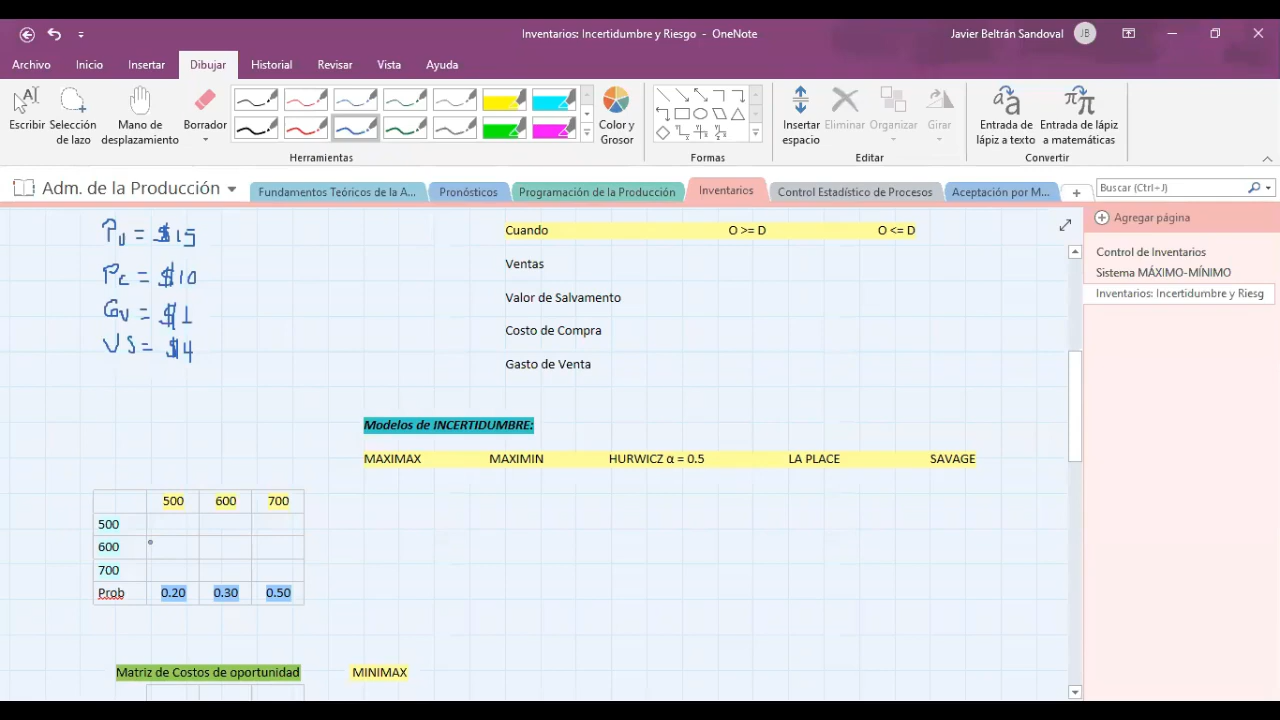 Inventarios: Incertidumbre y Riesgo - OneNote
Javier Beltrán Sandoval JB
Archivo Inicio Insertar Dibujar Historial Revisar Vista Ayuda
Escribir
Selección de lazo
Mano de desplazamiento
Borrador
Color y Grosor
Insertar espacio
Eliminar
Organizar
Girar
Entrada de lápiz a texto
Entrada de lápiz a matemáticas
Herramientas Formas Editar Convertir
Adm. de la Producción
Fundamentos Teóricos de la A... Pronósticos Programación de la Producción Inventarios Control Estadístico de Procesos Aceptación por M... +
Buscar (Ctrl+J)
Agregar página
Control de Inventarios
Sistema MÁXIMO-MÍNIMO
Inventarios: Incertidumbre y Riesg
PU = $15
PC = $10
GV = $1
VS = $4
Cuando O >= D O <= D
Ventas
Valor de Salvamento
Costo de Compra
Gasto de Venta
Modelos de INCERTIDUMBRE:
MAXIMAX MAXIMIN HURWICZ α = 0.5 LA PLACE SAVAGE
500 600 700
500
600
700
Prob 0.20 0.30 0.50
Matriz de Costos de oportunidad MINIMAX